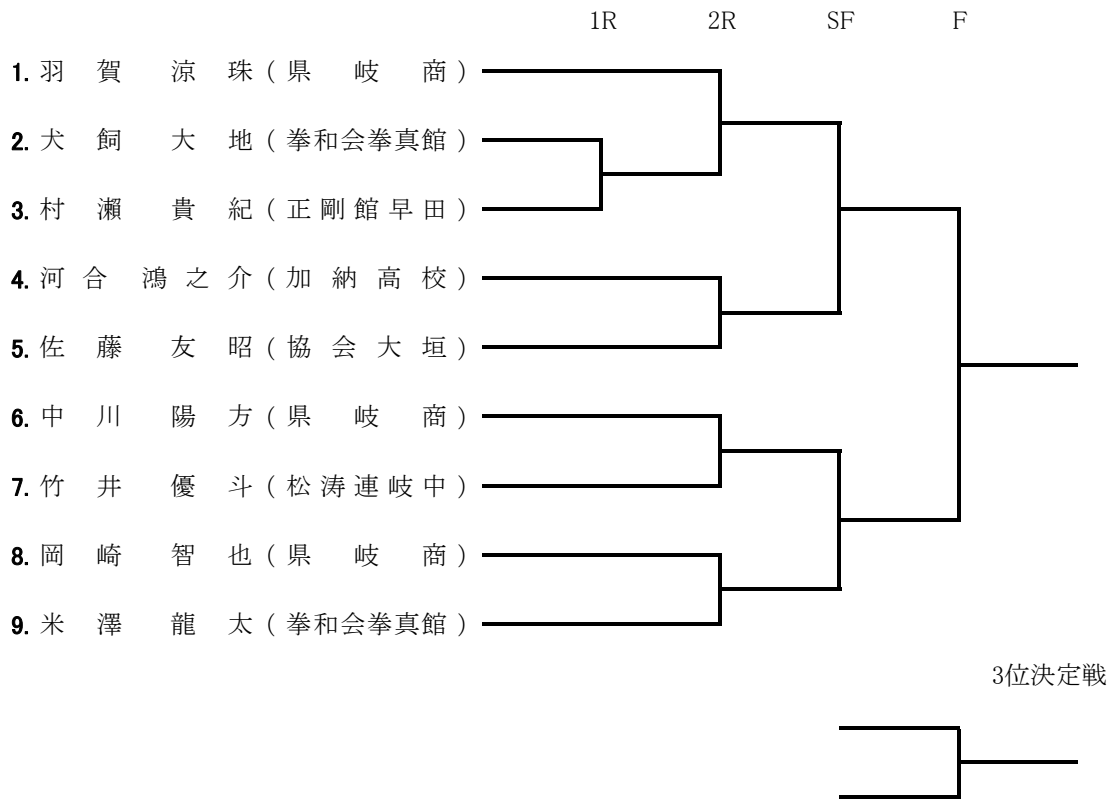 1R 2R SF F
1. 羽賀 涼珠 (県岐商)
2. 犬飼 大地 (拳和会拳真館)
3. 村瀬 貴紀 (正剛館早田)
4. 河合 鴻之介 (加納高校)
5. 佐藤 友昭 (協会大垣)
6. 中川 陽方 (県岐商)
7. 竹井 優斗 (松涛連岐中)
8. 岡崎 智也 (県岐商)
9. 米澤 龍太 (拳和会拳真館)
3位決定戦